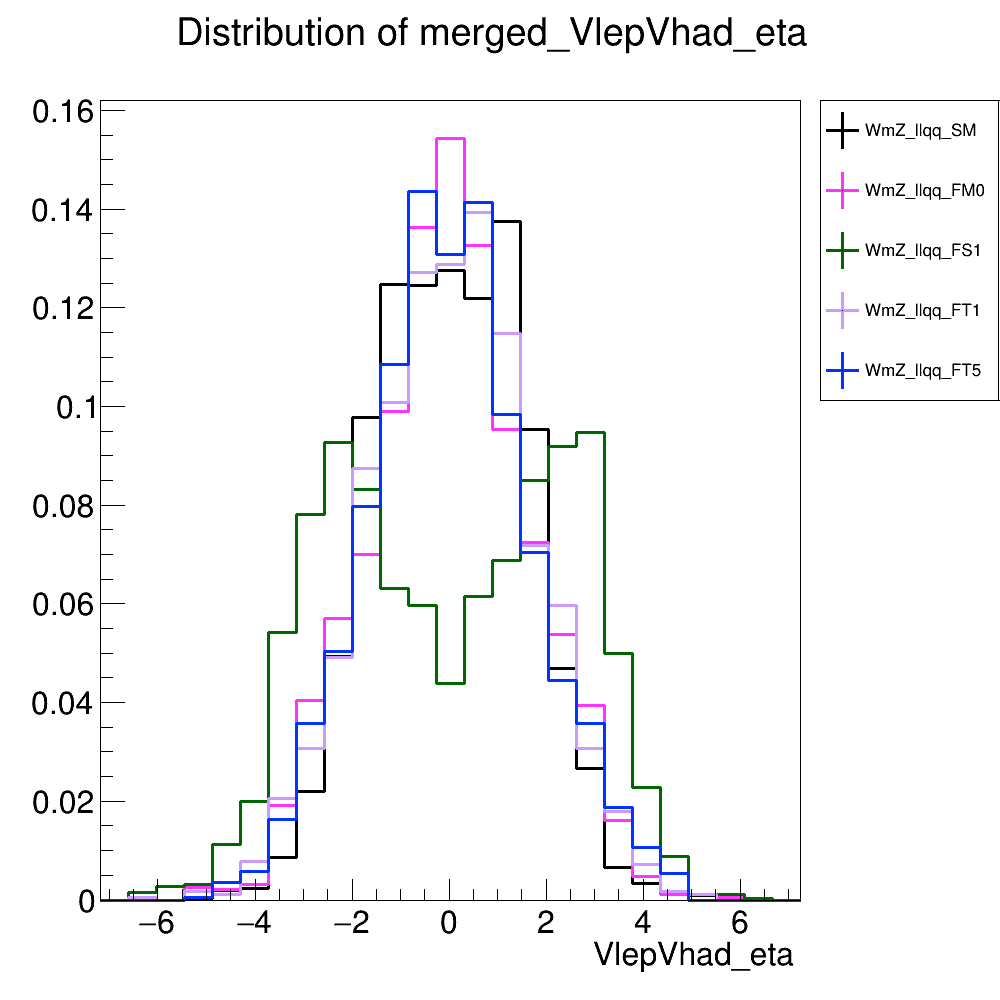 Distribution of merged_VlepVhad_eta
0.16
0.14
0.12
0.1
0.08
0.06
0.04
0.02
0
−6
−4
−2
0
2
4
6
VlepVhad_eta
WmZ_llqq_SM
WmZ_llqq_FM0
WmZ_llqq_FS1
WmZ_llqq_FT1
WmZ_llqq_FT5